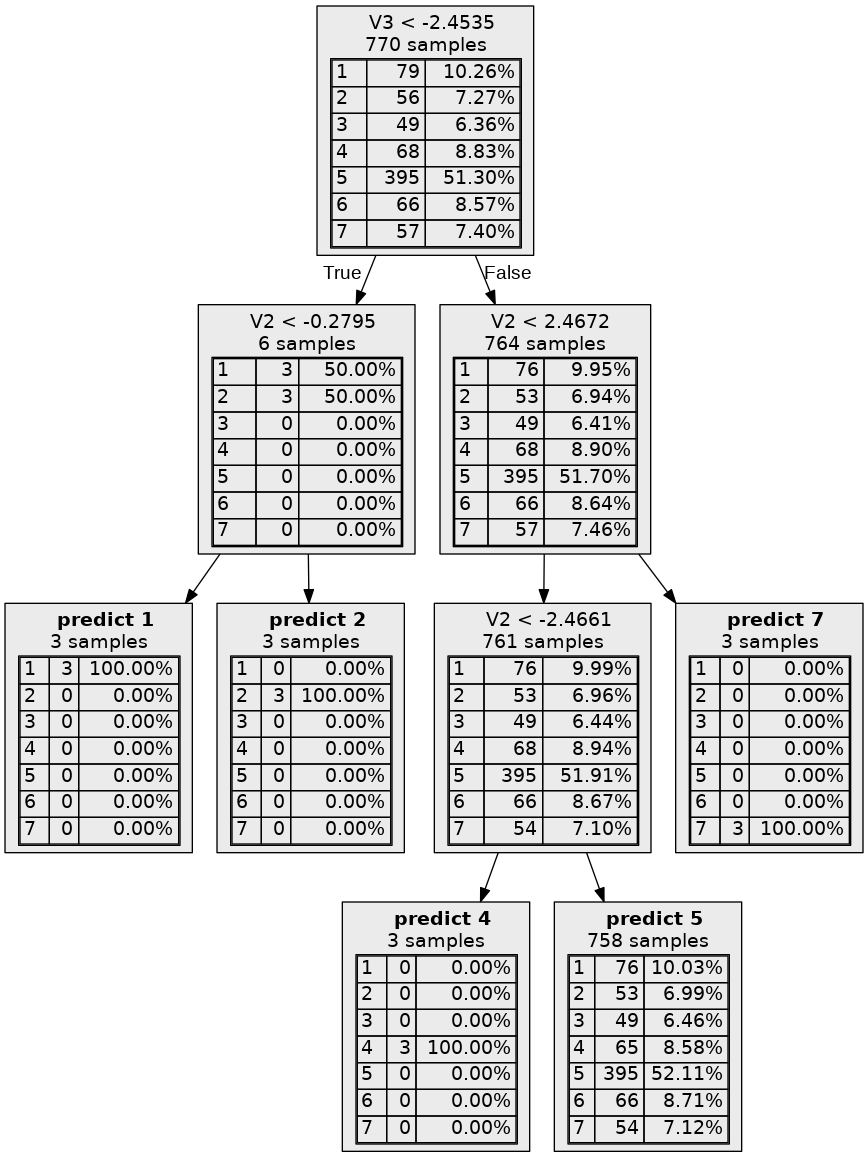 V3 < -2.4535
770 samples
1 79 10.26%
2 56 7.27%
3 49 6.36%
4 68 8.83%
5 395 51.30%
6 66 8.57%
7 57 7.40%
True
False
V2 < -0.2795
6 samples
1 3 50.00%
2 3 50.00%
3 0 0.00%
4 0 0.00%
5 0 0.00%
6 0 0.00%
7 0 0.00%
V2 < 2.4672
764 samples
1 76 9.95%
2 53 6.94%
3 49 6.41%
4 68 8.90%
5 395 51.70%
6 66 8.64%
7 57 7.46%
predict 1
3 samples
1 3 100.00%
2 0 0.00%
3 0 0.00%
4 0 0.00%
5 0 0.00%
6 0 0.00%
7 0 0.00%
predict 2
3 samples
1 0 0.00%
2 3 100.00%
3 0 0.00%
4 0 0.00%
5 0 0.00%
6 0 0.00%
7 0 0.00%
V2 < -2.4661
761 samples
1 76 9.99%
2 53 6.96%
3 49 6.44%
4 68 8.94%
5 395 51.91%
6 66 8.67%
7 54 7.10%
predict 7
3 samples
1 0 0.00%
2 0 0.00%
3 0 0.00%
4 0 0.00%
5 0 0.00%
6 0 0.00%
7 3 100.00%
predict 4
3 samples
1 0 0.00%
2 0 0.00%
3 0 0.00%
4 3 100.00%
5 0 0.00%
6 0 0.00%
7 0 0.00%
predict 5
758 samples
1 76 10.03%
2 53 6.99%
3 49 6.46%
4 65 8.58%
5 395 52.11%
6 66 8.71%
7 54 7.12%